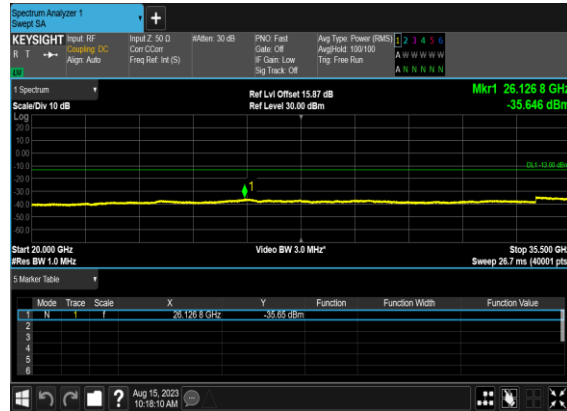 Spectrum Analyzer 1
Swept SA
+
KEYSIGHT Input: RF Input Z: 50 Ω #Atten: 30 dB PNO: Fast Avg Type: Power (RMS) 1 2 3 4 5 6
R T Coupling: DC Corr CCorr Gate: Off Avg|Hold: 100/100 A W W W W W
Align: Auto Freq Ref: Int (S) IF Gain: Low Trig: Free Run A N N N N N
Sig Track: Off
1 Spectrum Ref Lvl Offset 15.87 dB Mkr1 26.126 8 GHz
Scale/Div 10 dB Ref Level 30.00 dBm -35.646 dBm
Log
20.0
10.0
0.00
-10.0
DL1 -13.00 dBm
-20.0
1
-30.0
-40.0
-50.0
-60.0
Start 20.000 GHz Video BW 3.0 MHz* Stop 35.500 GHz
#Res BW 1.0 MHz Sweep 26.7 ms (40001 pts)
5 Marker Table
Mode Trace Scale X Y Function Function Width Function Value
1 N 1 f 26.126 8 GHz -35.65 dBm
2
3
4
5
6
? Aug 15, 2023
10:18:10 AM